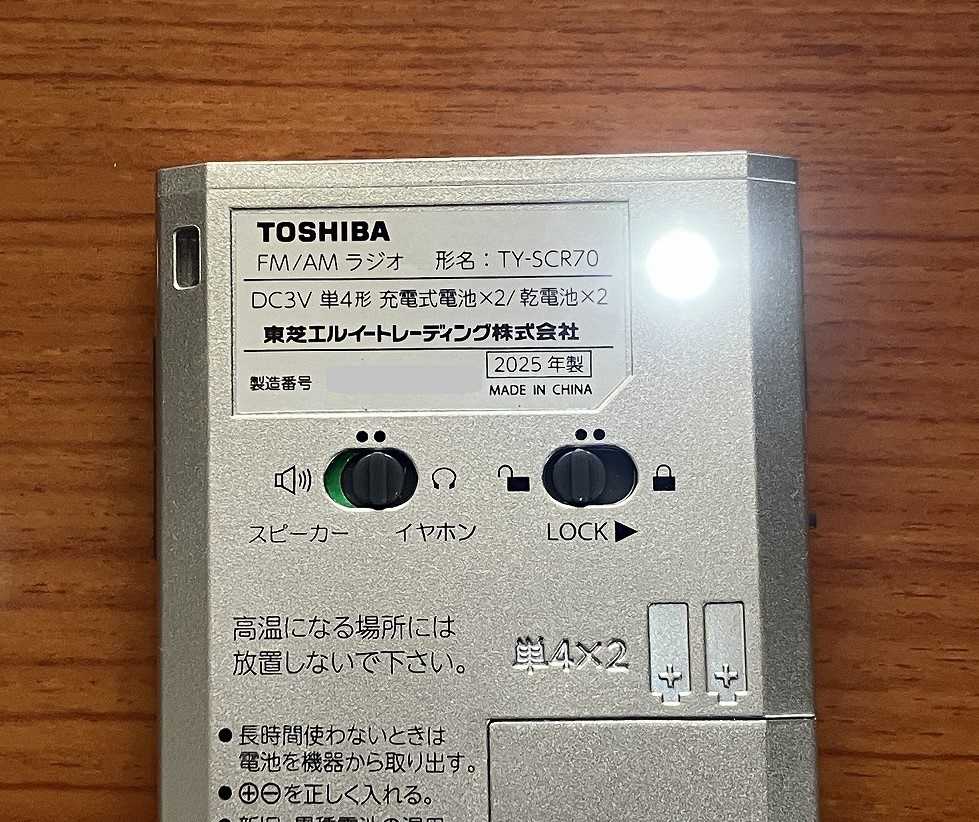 TOSHIBA
FM/AM ラジオ 形名：TY-SCR70
DC3V 単4形 充電式電池×2/乾電池×2
東芝エルイートレーディング株式会社
製造番号
2025 年製
MADE IN CHINA
スピーカー イヤホン
LOCK ▶
高温になる場所には
放置しないで下さい。
単4×2
+ +
● 長時間使わないときは
電池を機器から取り出す。
● ⊕⊖を正しく入れる。